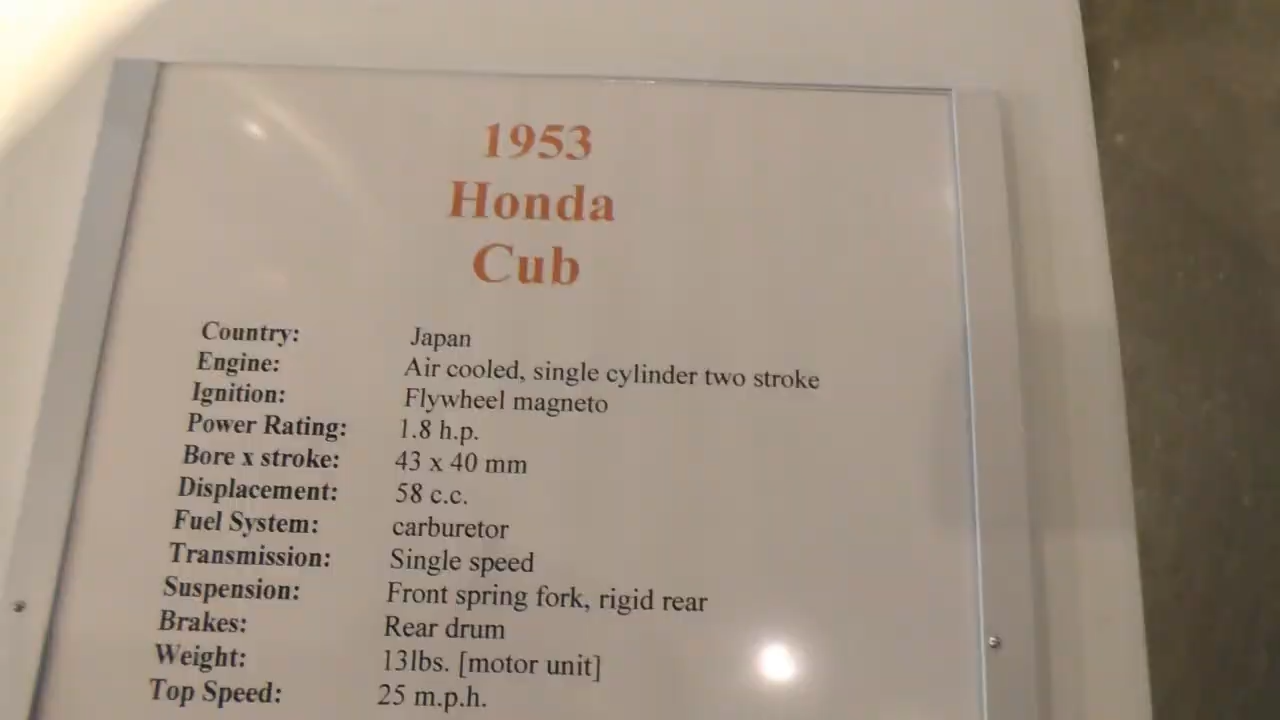 1953
Honda
Cub
Country: Japan
Engine: Air cooled, single cylinder two stroke
Ignition: Flywheel magneto
Power Rating: 1.8 h.p.
Bore x stroke: 43 x 40 mm
Displacement: 58 c.c.
Fuel System: carburetor
Transmission: Single speed
Suspension: Front spring fork, rigid rear
Brakes: Rear drum
Weight: 13lbs. [motor unit]
Top Speed: 25 m.p.h.